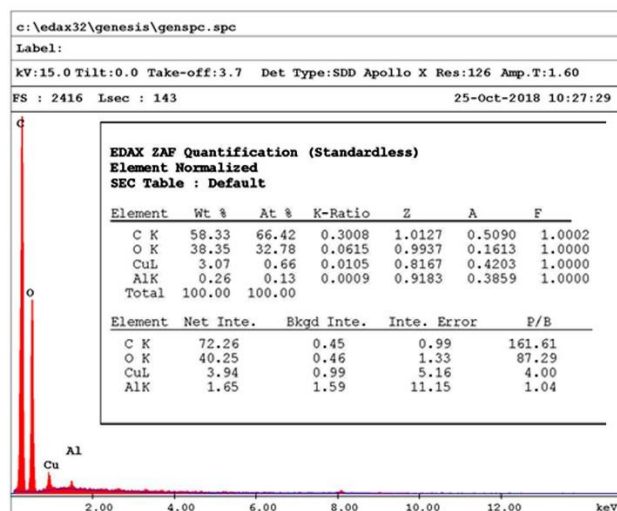 c:\edax32\genesis\genspc.spc
Label:
kV:15.0 Tilt:0.0 Take-off:3.7 Det Type:SDD Apollo X Res:126 Amp.T:1.60
FS : 2416 Lsec : 143 25-Oct-2018 10:27:29
C
EDAX ZAF Quantification (Standardless)
Element Normalized
SEC Table : Default
Element Wt % At % K-Ratio Z A F
C K 58.33 66.42 0.3008 1.0127 0.5090 1.0002
O K 38.35 32.78 0.0615 0.9937 0.1613 1.0000
CuL 3.07 0.66 0.0105 0.8167 0.4203 1.0000
AlK 0.26 0.13 0.0009 0.9183 0.3859 1.0000
Total 100.00 100.00
Element Net Inte. Bkgd Inte. Inte. Error P/B
C K 72.26 0.45 0.99 161.61
O K 40.25 0.46 1.33 87.29
CuL 3.94 0.99 5.16 4.00
AlK 1.65 1.59 11.15 1.04
O
Al
Cu
2.00 4.00 6.00 8.00 10.00 12.00 14.00 keV